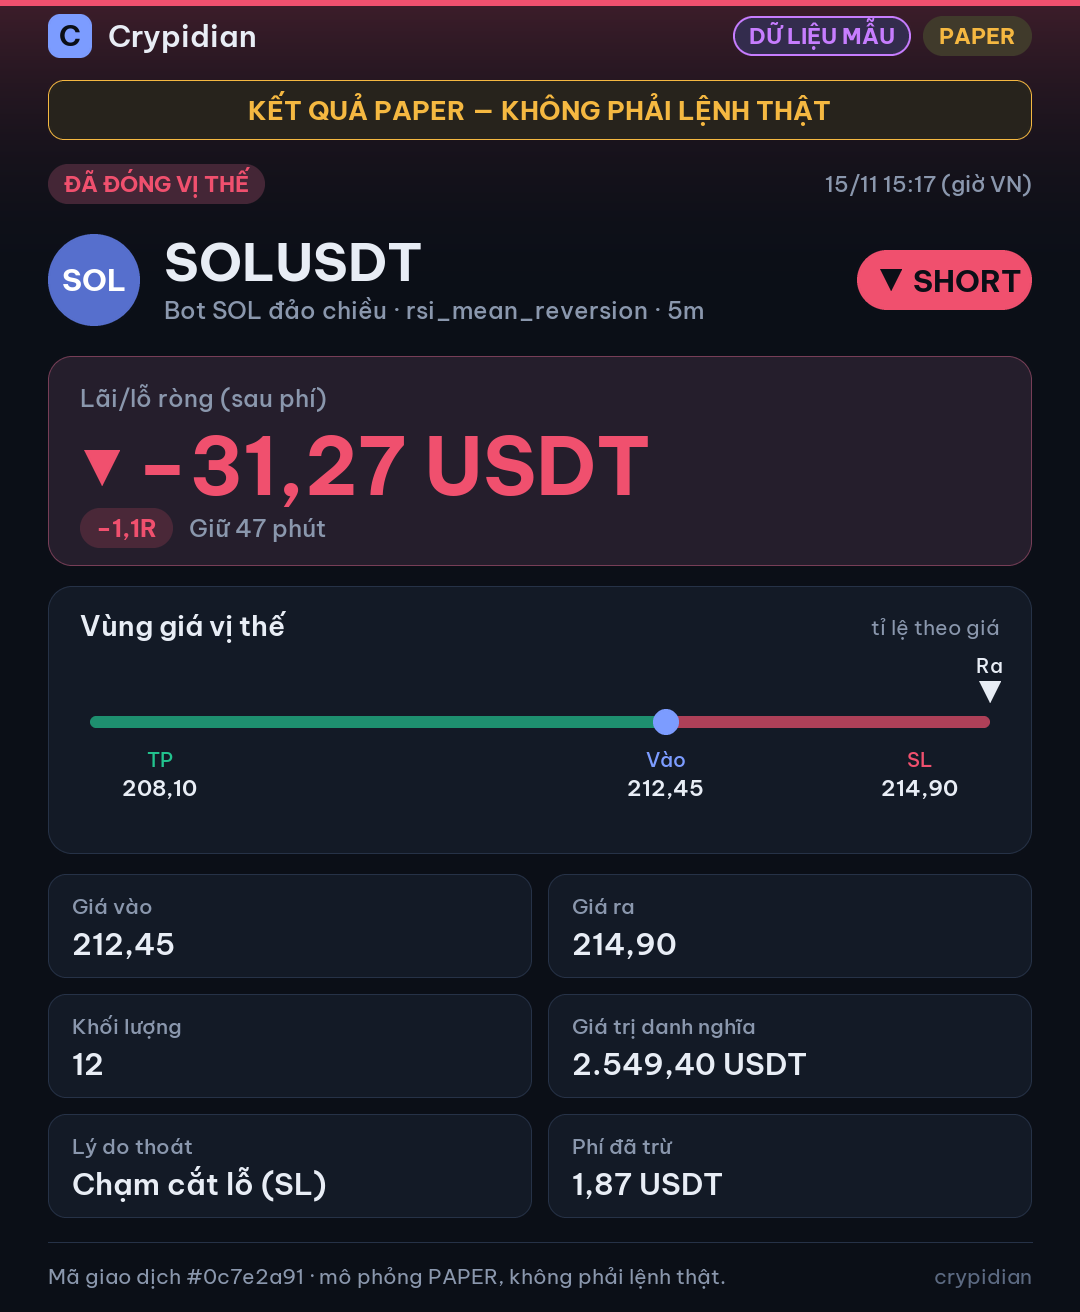 C Crypidian
DỮ LIỆU MẪU
PAPER
KẾT QUẢ PAPER — KHÔNG PHẢI LỆNH THẬT
ĐÃ ĐÓNG VỊ THẾ
15/11 15:17 (giờ VN)
SOL
SOLUSDT
Bot SOL đảo chiều · rsi_mean_reversion · 5m
▼ SHORT
Lãi/lỗ ròng (sau phí)
▼ −31,27 USDT
−1,1R
Giữ 47 phút
Vùng giá vị thế
tỉ lệ theo giá
Ra
▼
TP
208,10
Vào
212,45
SL
214,90
Giá vào
212,45
Giá ra
214,90
Khối lượng
12
Giá trị danh nghĩa
2.549,40 USDT
Lý do thoát
Chạm cắt lỗ (SL)
Phí đã trừ
1,87 USDT
Mã giao dịch #0c7e2a91 · mô phỏng PAPER, không phải lệnh thật.
crypidian